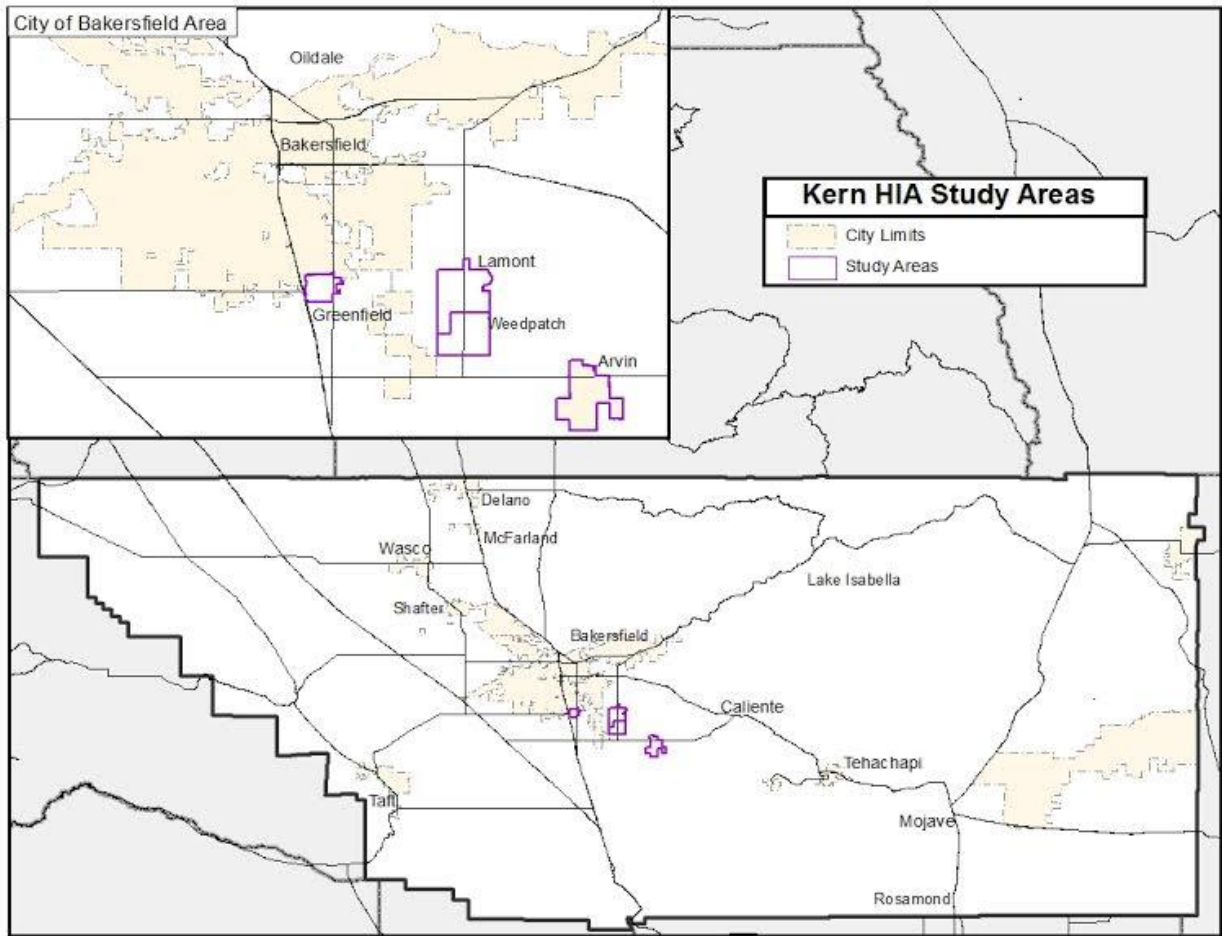 City of Bakersfield Area
Oildale
Bakersfield
Lamont
Greenfield
Weedpatch
Arvin
Kern HIA Study Areas
City Limits
Study Areas
Delano
McFarland
Wasco
Lake Isabella
Shafter
Bakersfield
Caliente
Tehachapi
Taft
Mojave
Rosamond